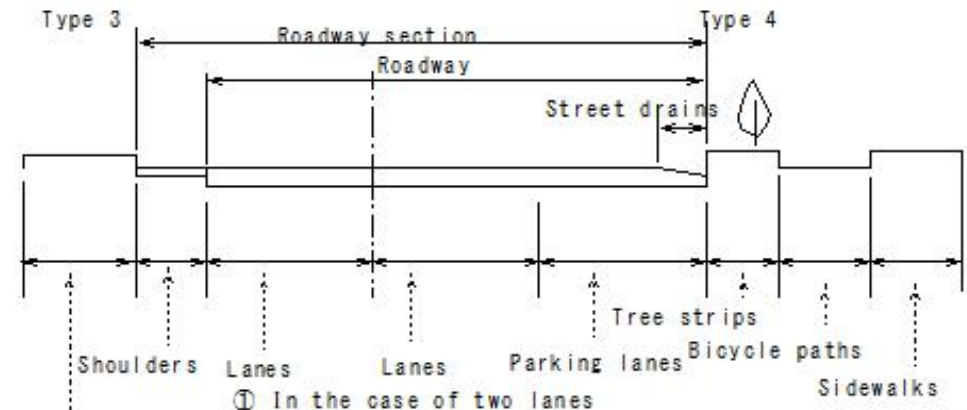 Type 3
Type 4
Roadway section
Roadway
Street drains
Tree strips
Shoulders
Lanes
Lanes
Parking lanes
Bicycle paths
Sidewalks
① In the case of two lanes